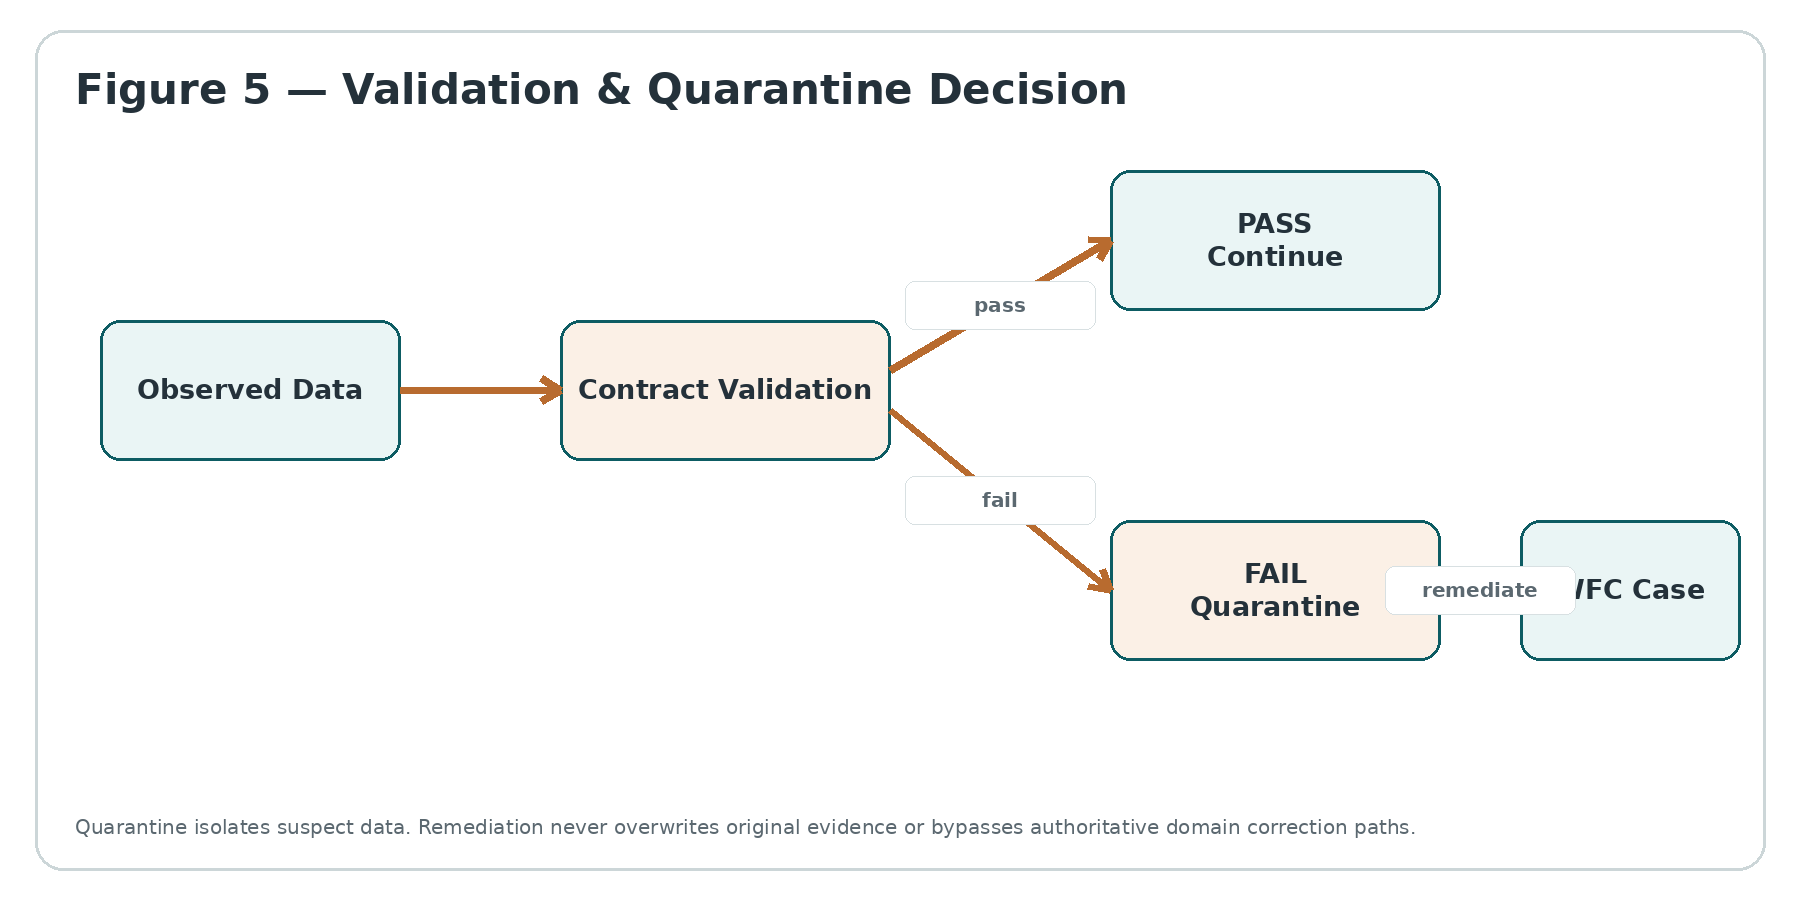 Figure 5 — Validation & Quarantine Decision
PASS
Continue
pass
Observed Data
Contract Validation
fail
FAIL
Quarantine
remediate
Case
Quarantine isolates suspect data. Remediation never overwrites original evidence or bypasses authoritative domain correction paths.